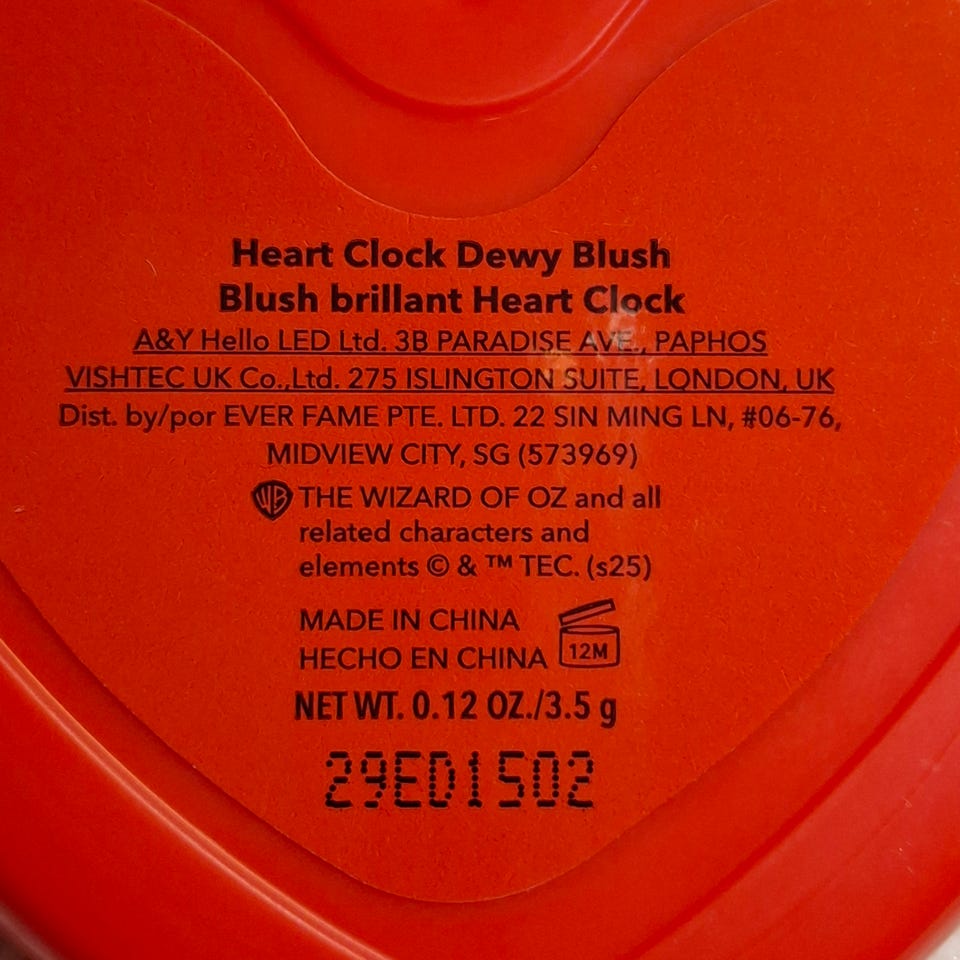 Heart Clock Dewy Blush
Blush brillant Heart Clock
A&Y Hello LED Ltd. 3B PARADISE AVE., PAPHOS
VISHTEC UK Co.,Ltd. 275 ISLINGTON SUITE, LONDON, UK
Dist. by/por EVER FAME PTE. LTD. 22 SIN MING LN, #06-76,
MIDVIEW CITY, SG (573969)
WB THE WIZARD OF OZ and all
related characters and
elements © & ™ TEC. (s25)
MADE IN CHINA
HECHO EN CHINA
12M
NET WT. 0.12 OZ./3.5 g
29ED1502